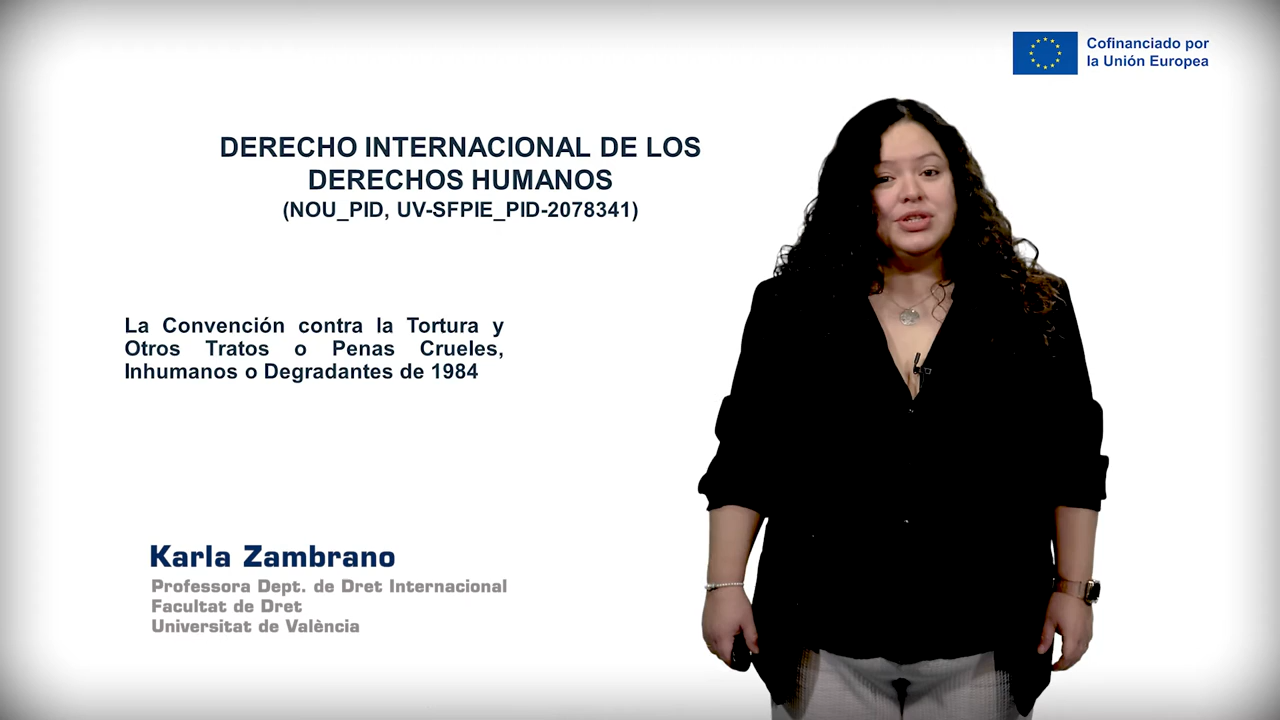 Cofinanciado por
la Unión Europea
DERECHO INTERNACIONAL DE LOS
DERECHOS HUMANOS
(NOU_PID, UV-SFPIE_PID-2078341)
La Convención contra la Tortura y
Otros Tratos o Penas Crueles,
Inhumanos o Degradantes de 1984
Karla Zambrano
Professora Dept. de Dret Internacional
Facultat de Dret
Universitat de València